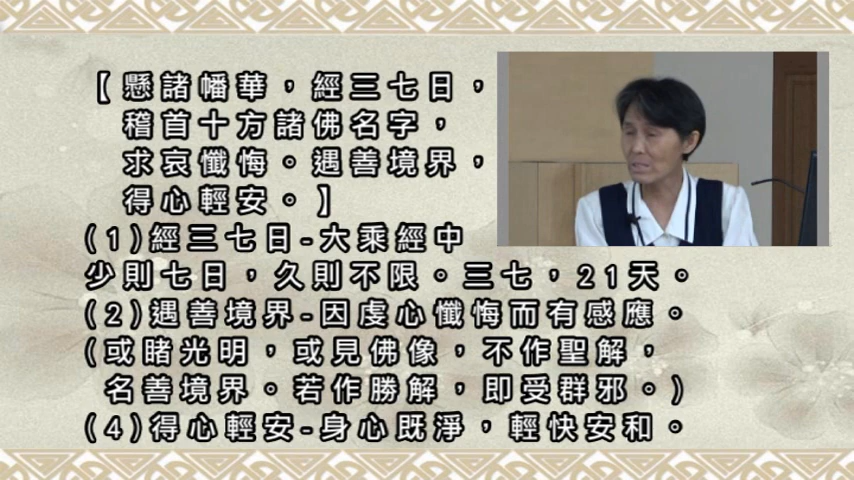 【懸諸幡華，經三七日，
稽首十方諸佛名字，
求哀懺悔。遇善境界，
得心輕安。】
(1)經三七日-大乘經中
少則七日，久則不限。三七，21天。
(2)遇善境界-因虔心懺悔而有感應。
(或睹光明，或見佛像，不作聖解，
名善境界。若作勝解，即受群邪。)
(4)得心輕安-身心既淨，輕快安和。